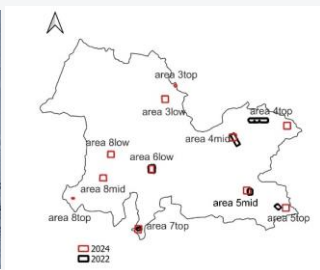 area 3top
area 3low
area 4top
area 4mid
area 8low
area 6low
area 8mid
area 5mid
area 8top
area 7top
area 5top
2024
2022